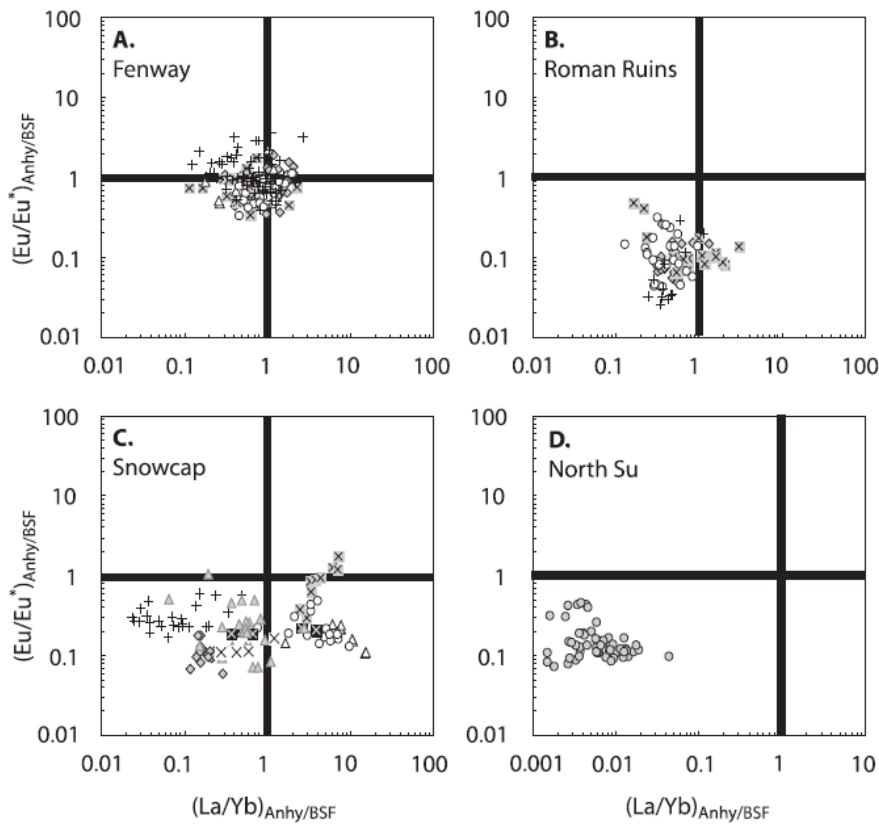 A.
Fenway
100
10
1
0.1
0.01
0.01 0.1 1 10 100
(Eu/Eu*)Anhy/BSF
B.
Roman Ruins
100
10
1
0.1
0.01
0.01 0.1 1 10 100
C.
Snowcap
100
10
1
0.1
0.01
0.01 0.1 1 10 100
(Eu/Eu*)Anhy/BSF
(La/Yb)Anhy/BSF
D.
North Su
100
10
1
0.1
0.01
0.001 0.01 0.1 1 10
(La/Yb)Anhy/BSF